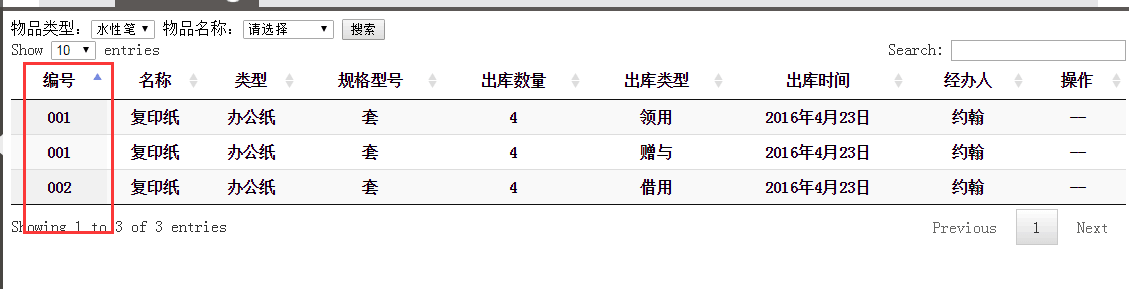 物品类型: 水性笔 物品名称: 请选择 搜索
Show 10 entries Search:
编号 名称 类型 规格型号 出库数量 出库类型 出库时间 经办人 操作
001 复印纸 办公纸 套 4 领用 2016年4月23日 约翰 —
001 复印纸 办公纸 套 4 赠与 2016年4月23日 约翰 —
002 复印纸 办公纸 套 4 借用 2016年4月23日 约翰 —
Showing 1 to 3 of 3 entries Previous 1 Next